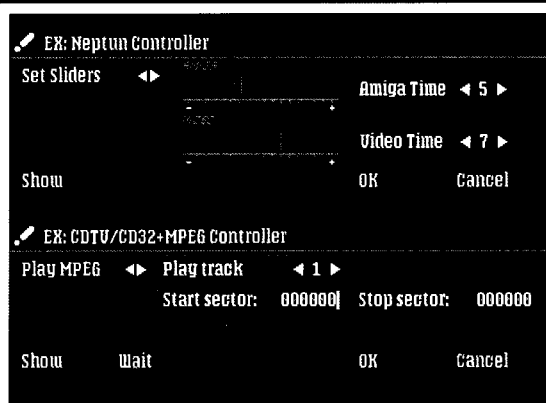 EX: Neptun Controller
Set Sliders
Amiga Time 5
- +
Video Time 7
- +
Show OK Cancel
EX: CDTV/CD32+MPEG Controller
Play MPEG Play track 1
Start sector: 000000 Stop sector: 000000
Show Wait OK Cancel